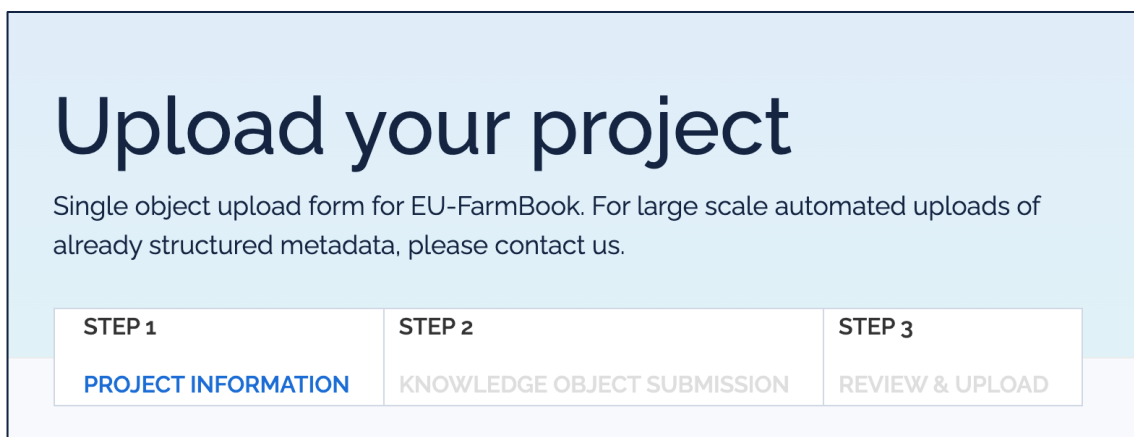 Upload your project
Single object upload form for EU-FarmBook. For large scale automated uploads of
already structured metadata, please contact us.
STEP 1
PROJECT INFORMATION
STEP 2
KNOWLEDGE OBJECT SUBMISSION
STEP 3
REVIEW & UPLOAD